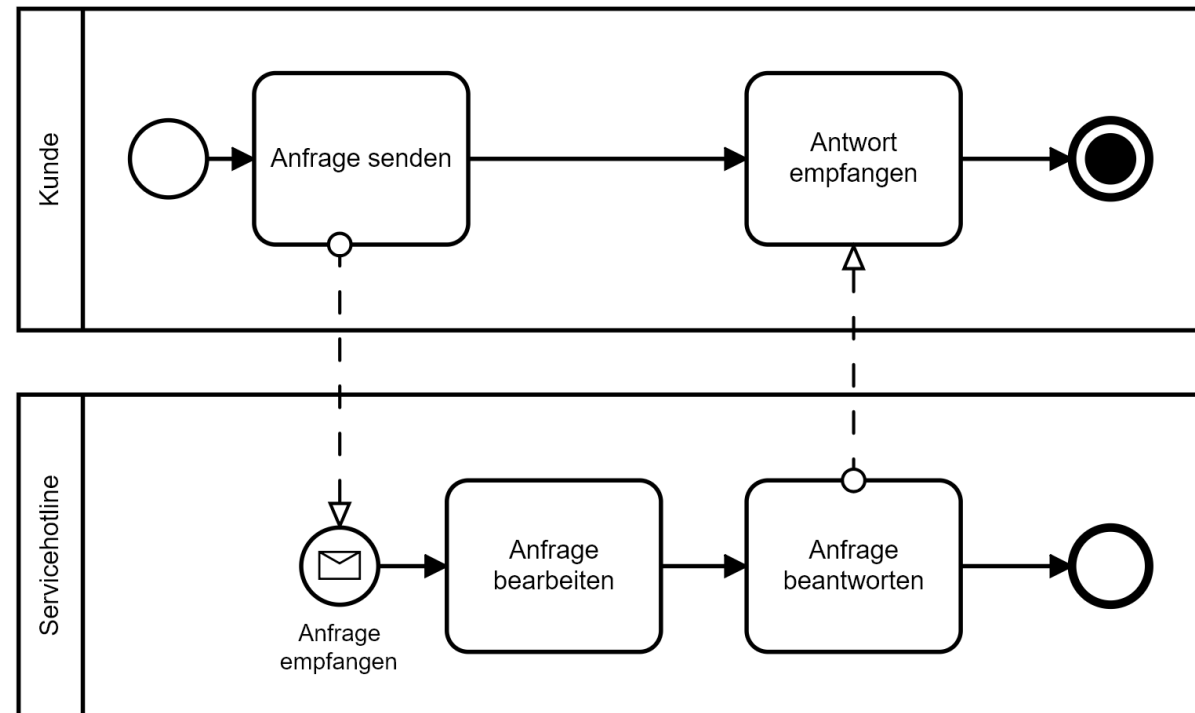 Kunde
Anfrage senden
Antwort
empfangen
Servicehotline
Anfrage
empfangen
Anfrage
bearbeiten
Anfrage
beantworten